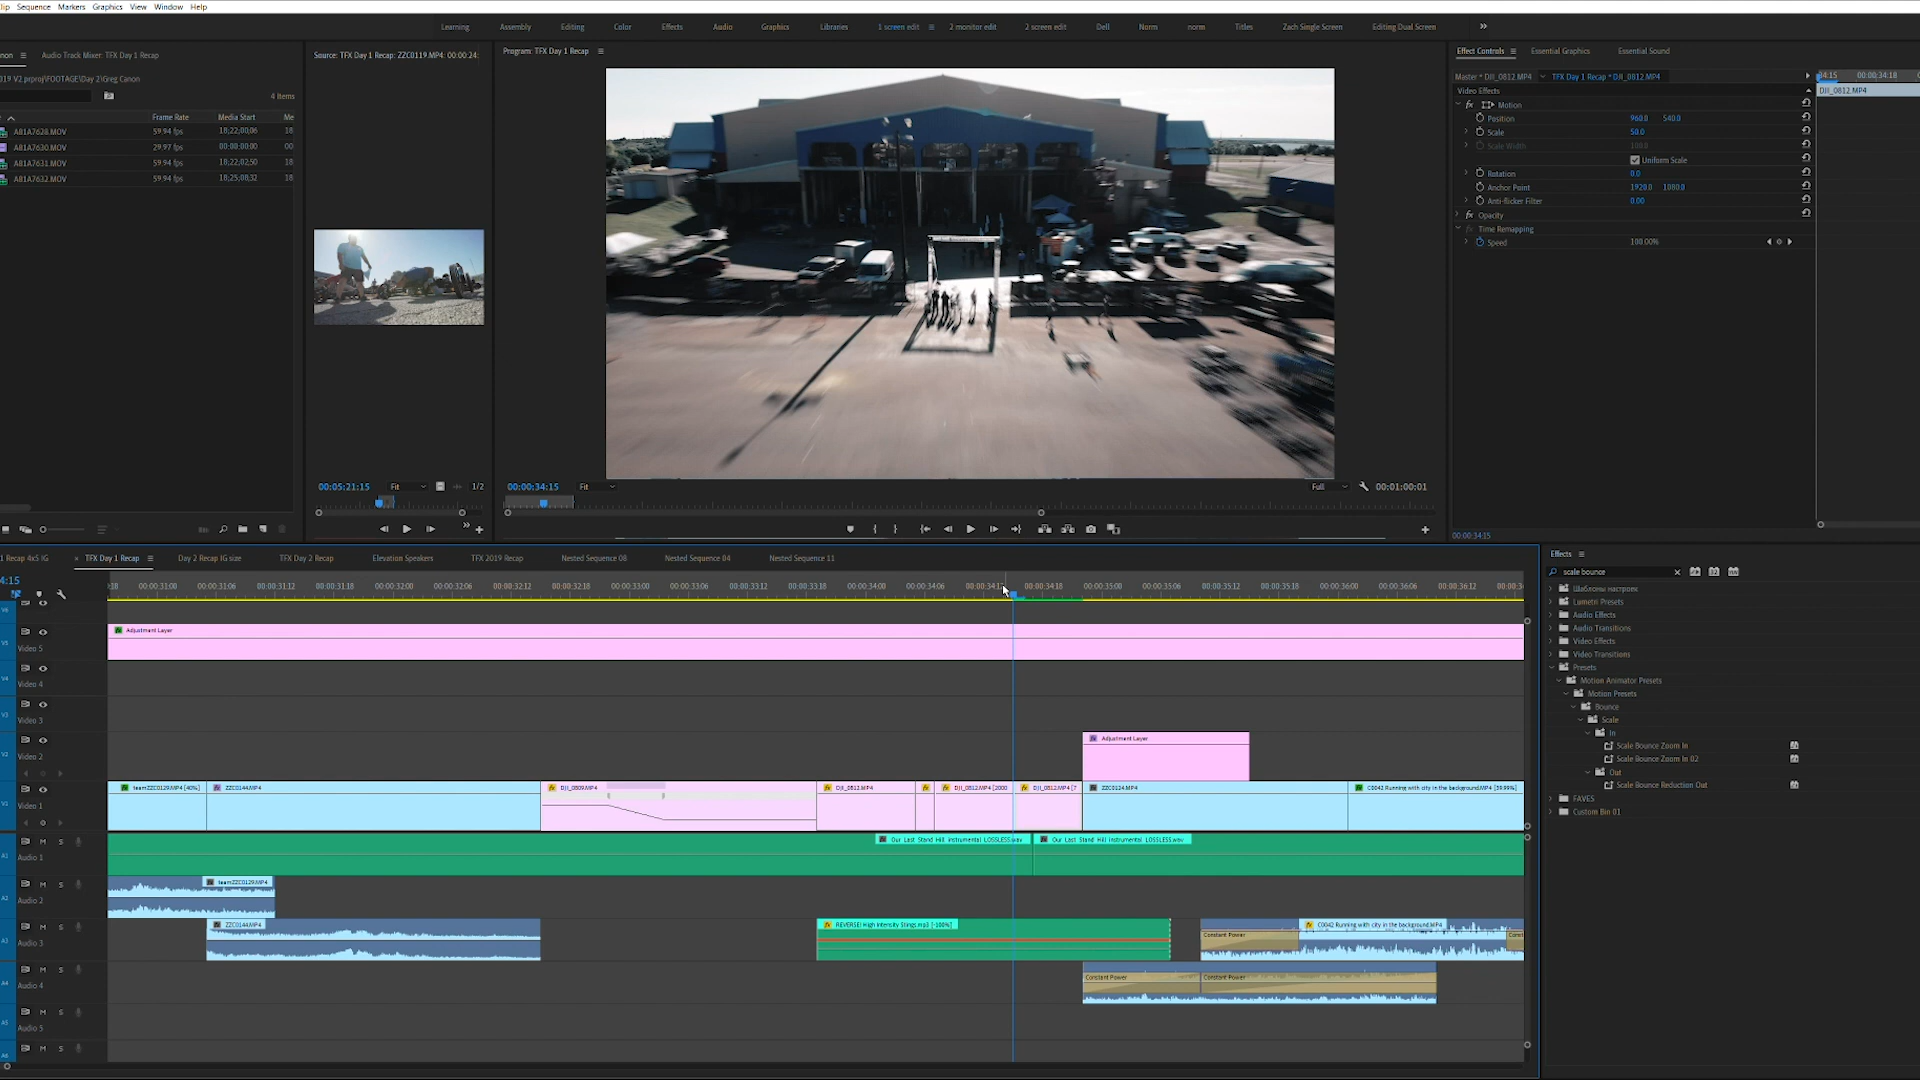 lip Sequence Markers Graphics View Window Help
Learning Assembly Editing Color Effects Audio Graphics Libraries 1 screen edit 2 monitor edit 2 screen edit Dell Norm norm Titles Zach Single Screen Editing Dual Screen
non Audio Track Mixer: TFX Day 1 Recap
Source: TFX Day 1 Recap: ZZC0119.MP4: 00:00:24:
Program: TFX Day 1 Recap
Effect Controls Essential Graphics Essential Sound
019 V2.prproj\FOOTAGE\Day 2\Greg Canon
4 Items
Frame Rate Media Start Me
A81A7628.MOV 59.94 fps 18;22;00;06 18
A81A7630.MOV 29.97 fps 00:00:00:00 00
A81A7631.MOV 59.94 fps 18;22;02;50 18
A81A7632.MOV 59.94 fps 18;25;08;32 18
Master * DJI_0812.MP4 TFX Day 1 Recap * DJI_0812.MP4
34:15 00:00:34:18
DJI_0812.MP4
Video Effects
fx Motion
Position 960.0 540.0
Scale 50.0
Scale Width 100.0
Uniform Scale
Rotation 0.0
Anchor Point 1920.0 1080.0
Anti-flicker Filter 0.00
fx Opacity
Time Remapping
Speed 100.00%
00:05:21:15 Fit 1/2
00:00:34:15 Fit Full 00:01:00:01
00:00:34:15
1 Recap 4x5 IG TFX Day 1 Recap Day 2 Recap IG size TFX Day 2 Recap Elevation Speakers TFX 2019 Recap Nested Sequence 08 Nested Sequence 04 Nested Sequence 11
4:15
:18 00:00:31:00 00:00:31:06 00:00:31:12 00:00:31:18 00:00:32:00 00:00:32:06 00:00:32:12 00:00:32:18 00:00:33:00 00:00:33:06 00:00:33:12 00:00:33:18 00:00:34:00 00:00:34:06 00:00:34:12 00:00:34:18 00:00:35:00 00:00:35:06 00:00:35:12 00:00:35:18 00:00:36:00 00:00:36:06 00:00:36:12
V6
V5 Video 5 Adjustment Layer
V4 Video 4
V3 Video 3
V2 Video 2 Adjustment Layer
V1 Video 1 teamZZC0129.MP4 [40%] ZZC0144.MP4 DJI_0809.MP4 DJI_0812.MP4 DJI_0812.MP4 [2000 DJI_0812.MP4 [7 ZZC0124.MP4 C0042 Running with city in the background.MP4 [59.99%]
A1 M S Audio 1 Our Last Stand Hill instrumental LOSSLESS.wav Our Last Stand Hill instrumental LOSSLESS.wav
A2 M S Audio 2 teamZZC0129.MP4
A3 M S Audio 3 ZZC0144.MP4 REVERSE! High Intensity Stings.mp3 [-100%] Constant Power C0042 Running with city in the background.MP4 Const
A4 M S Audio 4 Constant Power Constant Power
A5 M S Audio 5
A6 M S
Effects
scale bounce
Шаблоны настроек
Lumetri Presets
Audio Effects
Audio Transitions
Video Effects
Video Transitions
Presets
Motion Animator Presets
Motion Presets
Bounce
Scale
In
Scale Bounce Zoom In
Scale Bounce Zoom In 02
Out
Scale Bounce Reduction Out
FAVES
Custom Bin 01